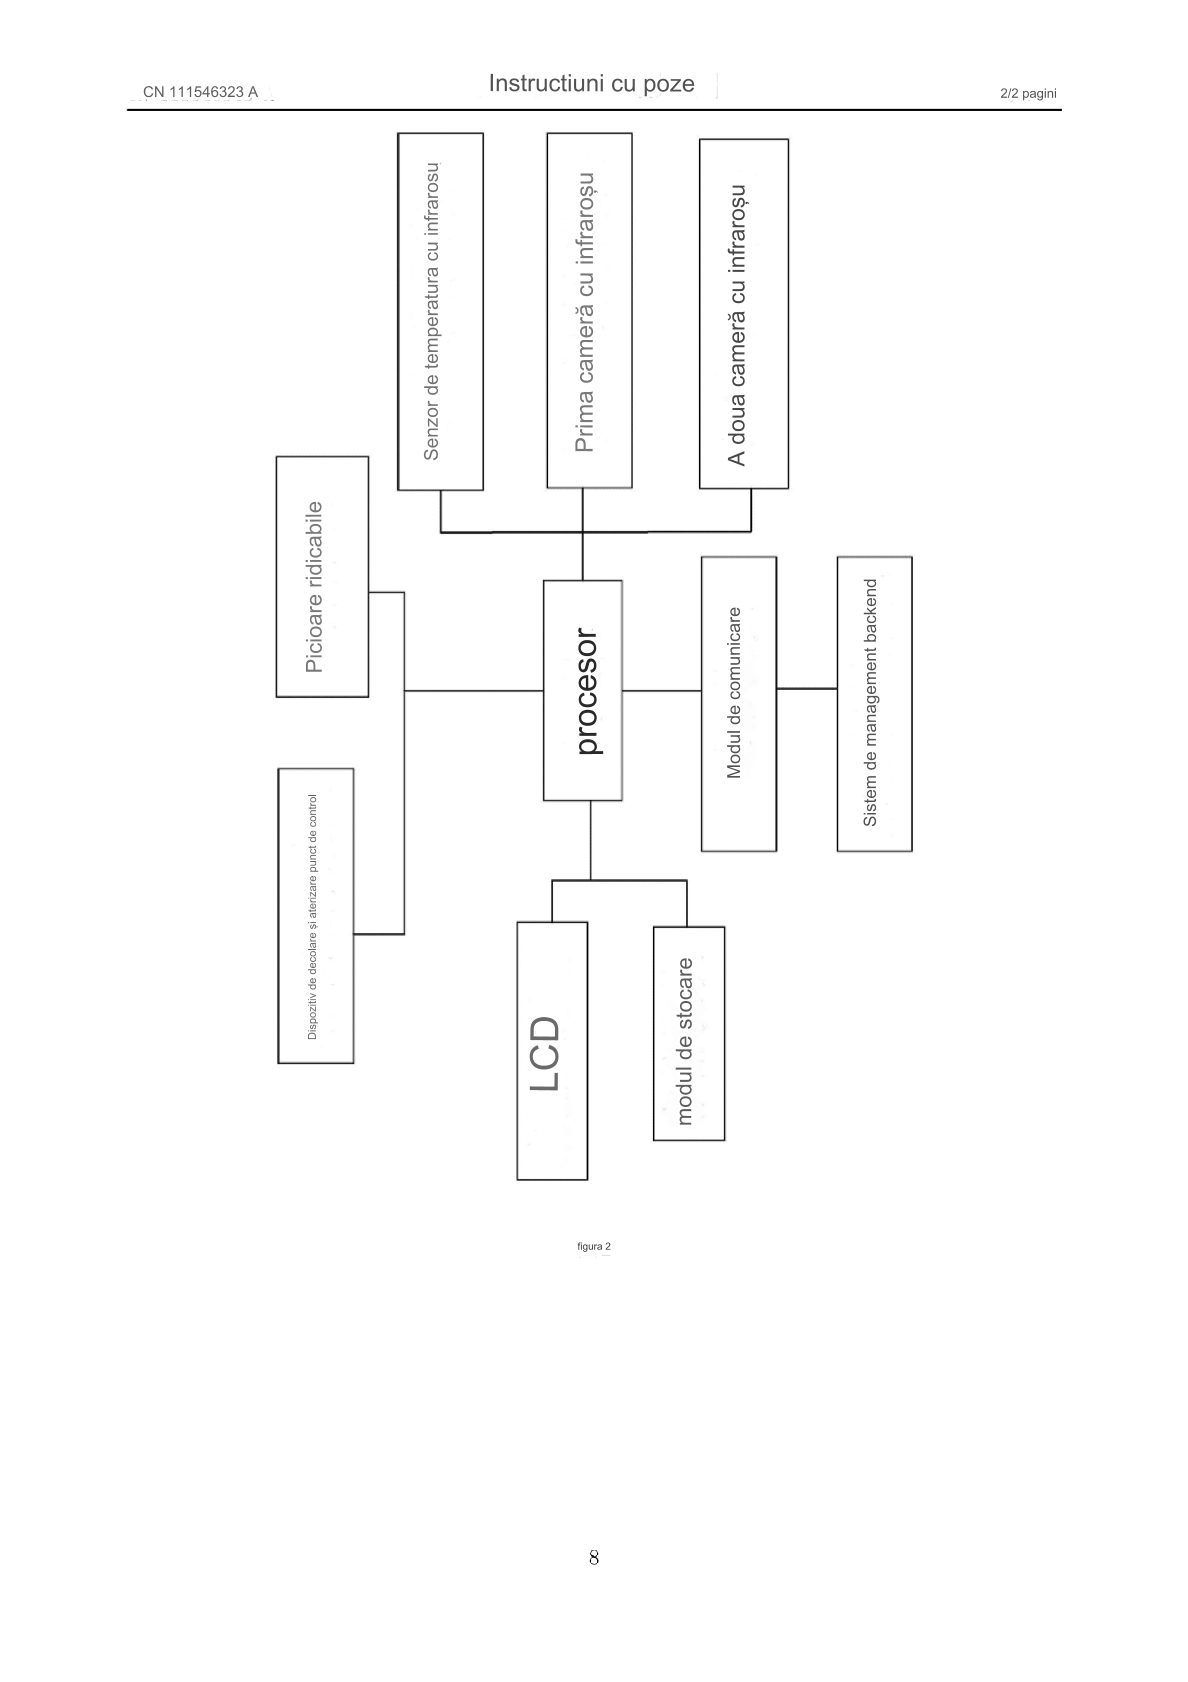 CN 111546323 A
Instructiuni cu poze
2/2 pagini
Senzor de temperatura cu infrarosu
Prima cameră cu infraroșu
A doua cameră cu infraroșu
Picioare ridicabile
procesor
Modul de comunicare
Sistem de management backend
Dispozitiv de decolare și aterizare punct de control
LCD
modul de stocare
figura 2
8